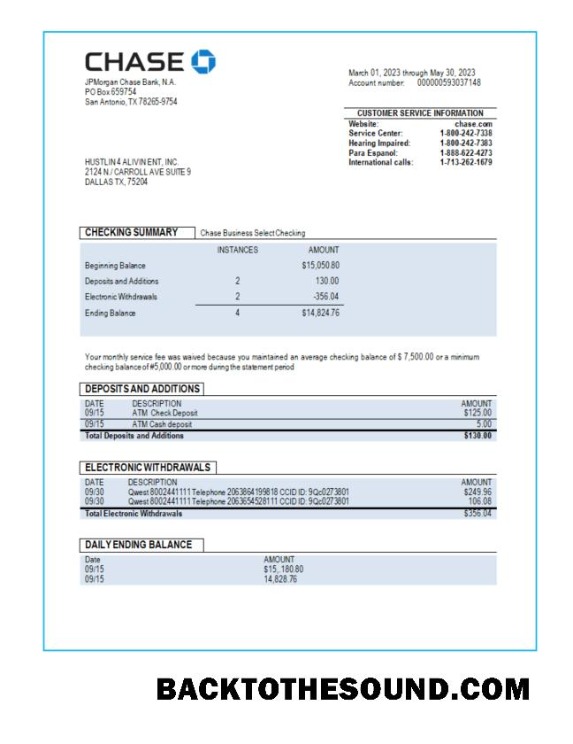 CHASE
JPMorgan Chase Bank, N.A.
PO Box 659754
San Antonio, TX 78265-9754
March 01, 2023 through May 30, 2023
Account number: 000000593037148
CUSTOMER SERVICE INFORMATION
Website: chase.com
Service Center: 1-800-242-7338
Hearing Impaired: 1-800-242-7383
Para Espanol: 1-888-622-4273
International calls: 1-713-262-1679
HUSTLIN 4 ALIVIN ENT, INC.
2124 N./ CARROLL AVE SUITE 9
DALLAS TX, 75204
CHECKING SUMMARY Chase Business Select Checking
INSTANCES AMOUNT
Beginning Balance $15,050.80
Deposits and Additions 2 130.00
Electronic Withdrawals 2 -356.04
Ending Balance 4 $14,824.76
Your monthly service fee was waived because you maintained an average checking balance of $ 7,500.00 or a minimum
checking balance of #5,000.00 or more during the statement period
DEPOSITS AND ADDITIONS
DATE DESCRIPTION AMOUNT
09/15 ATM Check Deposit $125.00
09/15 ATM Cash deposit 5.00
Total Deposits and Additions $130.00
ELECTRONIC WITHDRAWALS
DATE DESCRIPTION AMOUNT
09/30 Qwest 8002441111 Telephone 2063864199818 CCID ID: 9Qc0273801 $249.96
09/30 Qwest 8002441111 Telephone 2063654528111 CCID ID: 9Qc0273801 106.08
Total Electronic Withdrawals $356.04
DAILY ENDING BALANCE
Date AMOUNT
09/15 $15,.180.80
09/15 14,828.76
BACKTOTHESOUND.COM